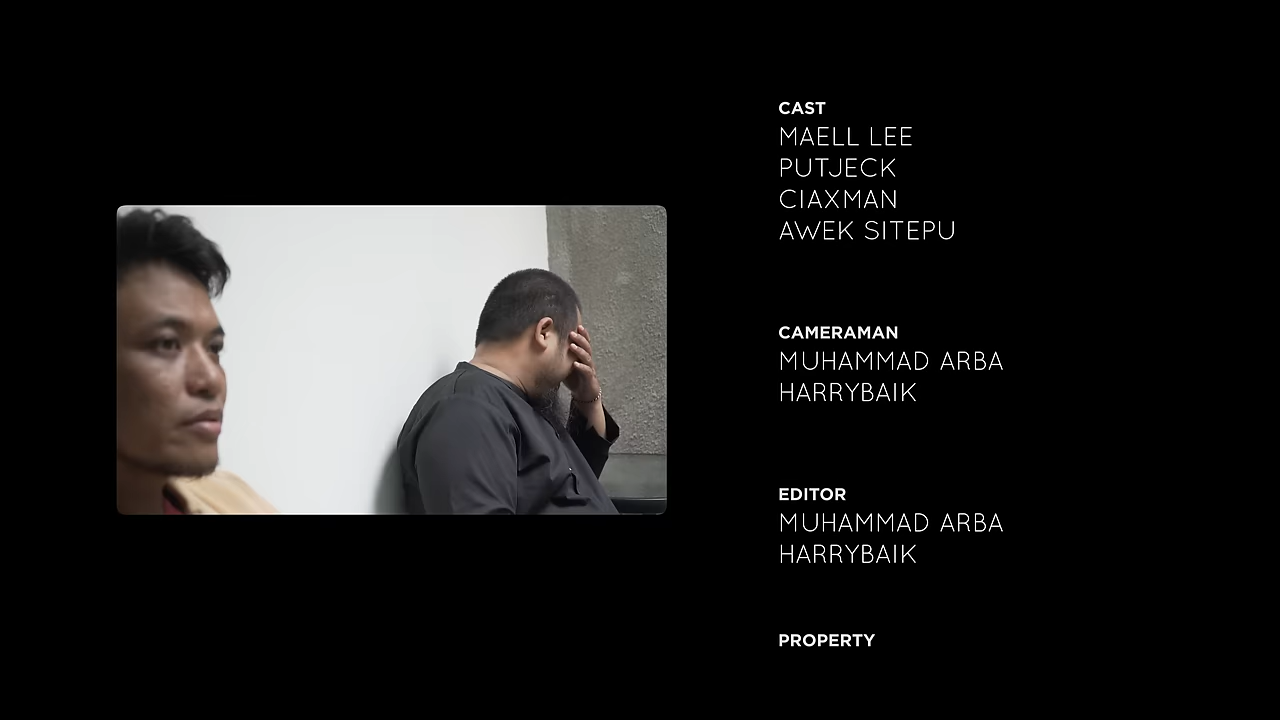 CAST
MAELL LEE
PUTJECK
CIAXMAN
AWEK SITEPU
CAMERAMAN
MUHAMMAD ARBA
HARRYBAIK
EDITOR
MUHAMMAD ARBA
HARRYBAIK
PROPERTY